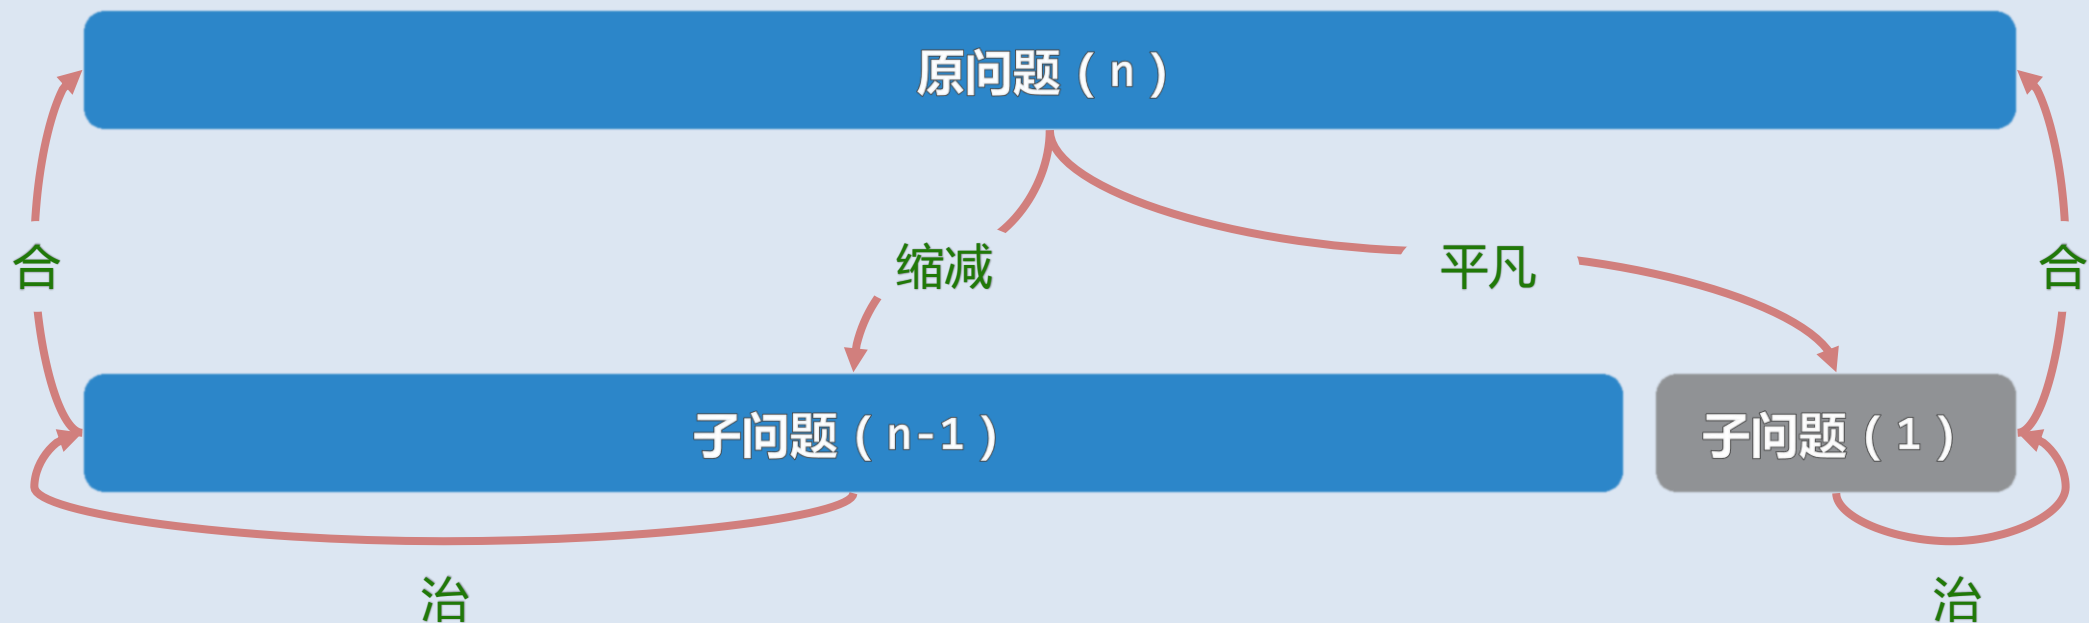 原问题（n）
合
缩减
平凡
合
子问题（n-1）
子问题（1）
治
治